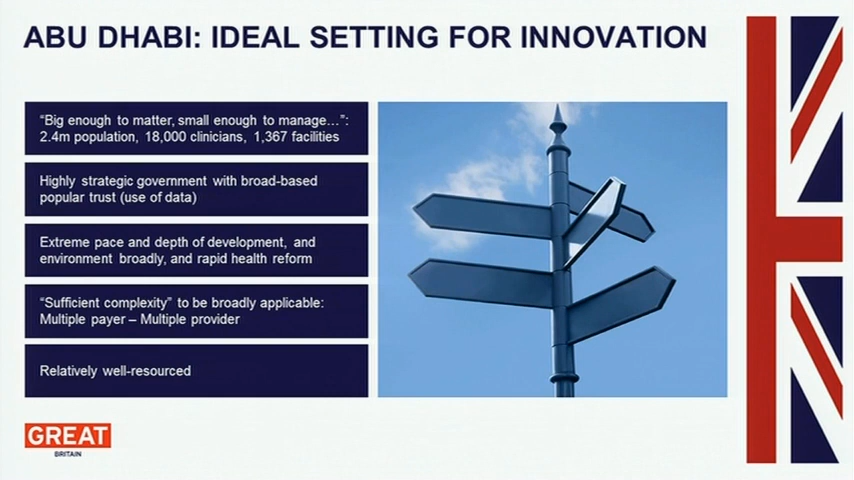 ABU DHABI: IDEAL SETTING FOR INNOVATION
“Big enough to matter, small enough to manage…”:
2.4m population, 18,000 clinicians, 1,367 facilities
Highly strategic government with broad-based
popular trust (use of data)
Extreme pace and depth of development, and
environment broadly, and rapid health reform
“Sufficient complexity” to be broadly applicable:
Multiple payer – Multiple provider
Relatively well-resourced
GREAT
BRITAIN